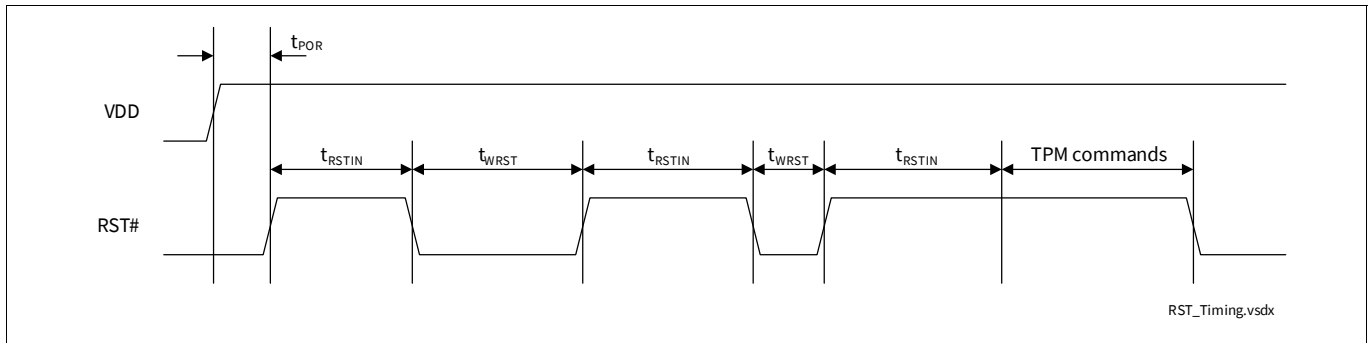 tPOR
VDD
tRSTIN tWRST tRSTIN tWRST tRSTIN TPM commands
RST#
RST_Timing.vsdx